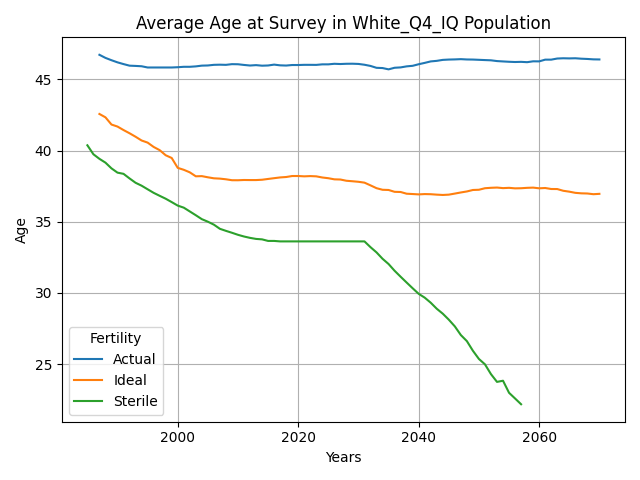 Average Age at Survey in White_Q4_IQ Population
Age
45
40
35
30
25
Fertility
Actual
Ideal
Sterile
2000 2020 2040 2060
Years